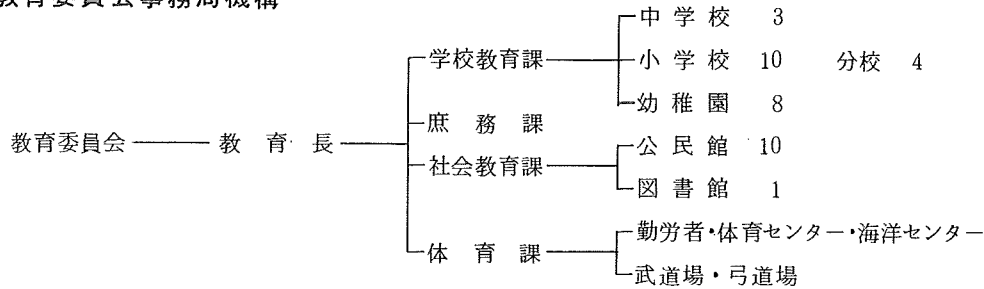 教育委員会事務局機構
中学校 3
学校教育課 小学校 10 分校 4
幼稚園 8
庶務課
教育委員会 教育長
公民館 10
社会教育課
図書館 1
勤労者・体育センター・海洋センター
体育課
武道場・弓道場